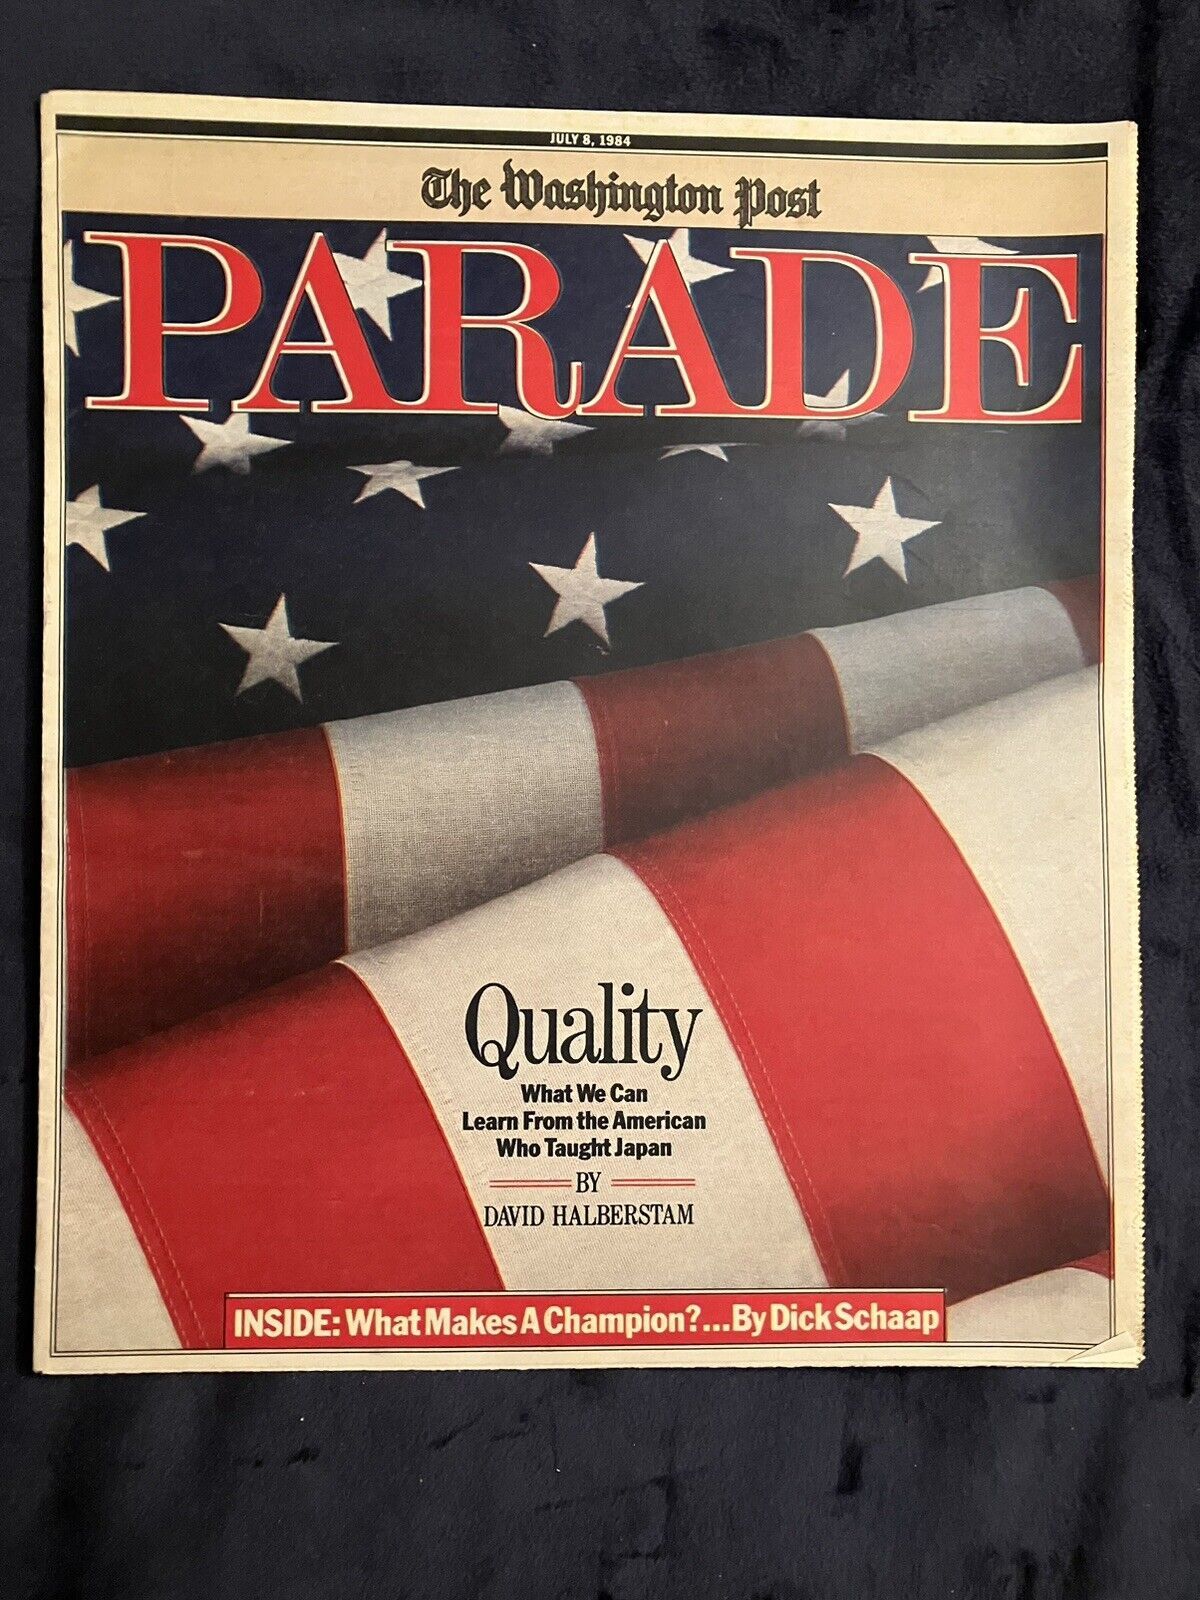 JULY 8, 1984
The Washington Post
PARADE
Quality
What We Can
Learn From the American
Who Taught Japan
BY
DAVID HALBERSTAM
INSIDE: What Makes A Champion?...By Dick Schaap